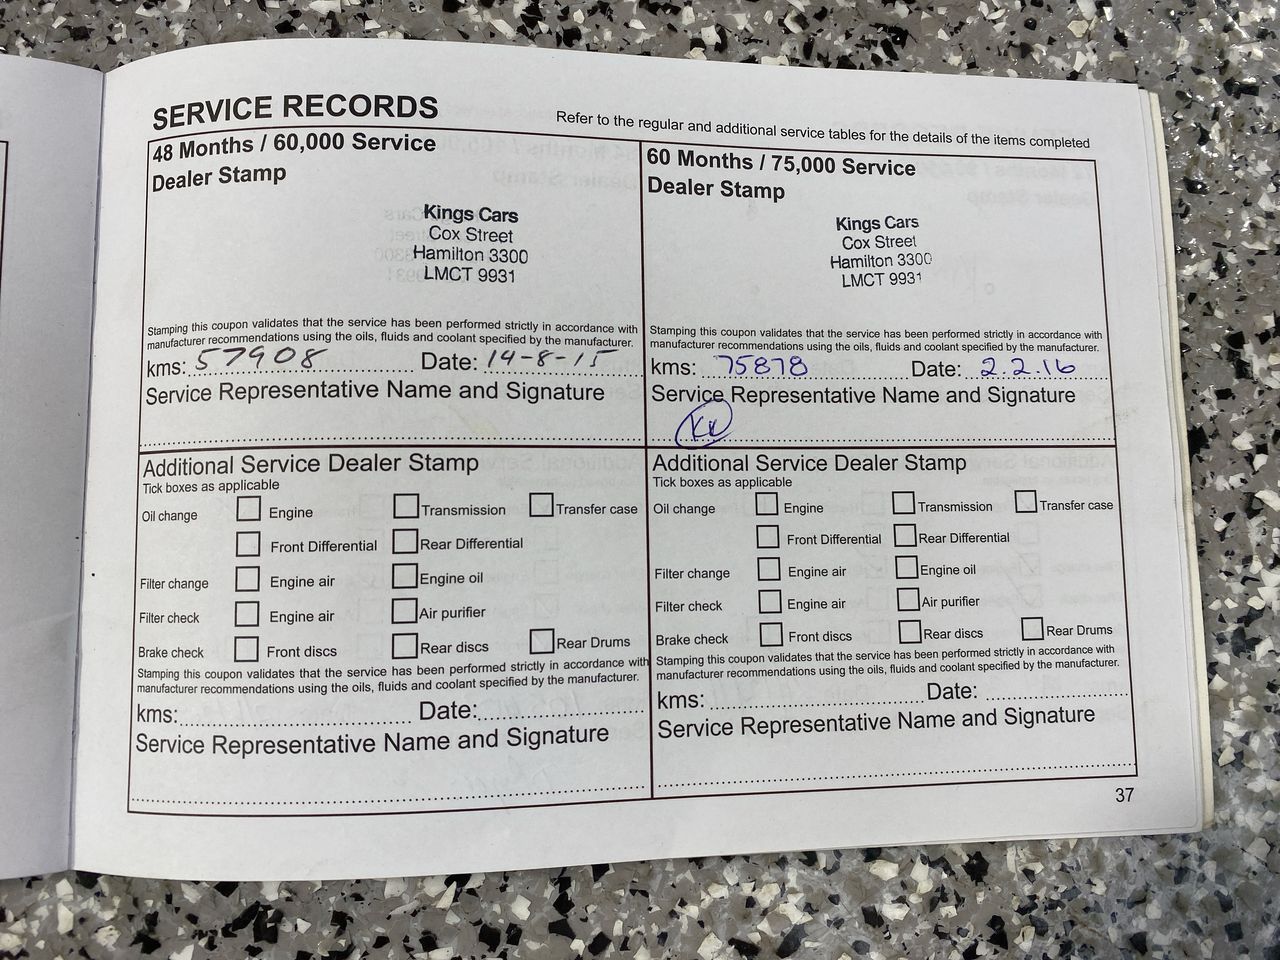 SERVICE RECORDS
Refer to the regular and additional service tables for the details of the items completed
48 Months / 60,000 Service
Dealer Stamp
Kings Cars
Cox Street
Hamilton 3300
LMCT 9931
Stamping this coupon validates that the service has been performed strictly in accordance with
manufacturer recommendations using the oils, fluids and coolant specified by the manufacturer.
kms: 57908 Date: 14-8-15
Service Representative Name and Signature
Additional Service Dealer Stamp
Tick boxes as applicable
Oil change Engine Transmission Transfer case
Front Differential Rear Differential
Filter change Engine air Engine oil
Filter check Engine air Air purifier
Brake check Front discs Rear discs Rear Drums
Stamping this coupon validates that the service has been performed strictly in accordance with
manufacturer recommendations using the oils, fluids and coolant specified by the manufacturer.
kms: Date:
Service Representative Name and Signature
60 Months / 75,000 Service
Dealer Stamp
Kings Cars
Cox Street
Hamilton 3300
LMCT 9931
Stamping this coupon validates that the service has been performed strictly in accordance with
manufacturer recommendations using the oils, fluids and coolant specified by the manufacturer.
kms: 75878 Date: 2.2.16
Service Representative Name and Signature
Additional Service Dealer Stamp
Tick boxes as applicable
Oil change Engine Transmission Transfer case
Front Differential Rear Differential
Filter change Engine air Engine oil
Filter check Engine air Air purifier
Brake check Front discs Rear discs Rear Drums
Stamping this coupon validates that the service has been performed strictly in accordance with
manufacturer recommendations using the oils, fluids and coolant specified by the manufacturer.
kms: Date:
Service Representative Name and Signature
37